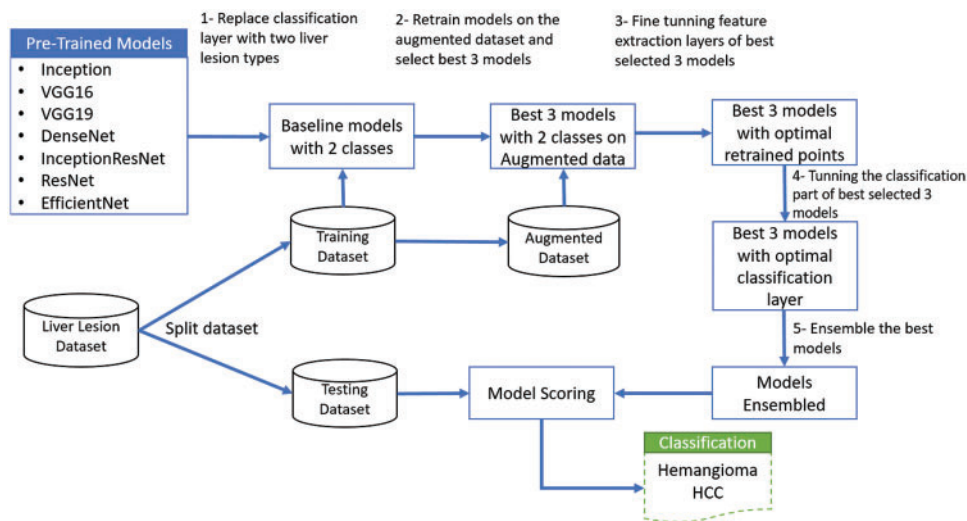 1- Replace classification
layer with two liver
lesion types
2- Retrain models on the
augmented dataset and
select best 3 models
3- Fine tunning feature
extraction layers of best
selected 3 models
Pre-Trained Models
• Inception
• VGG16
• VGG19
• DenseNet
• InceptionResNet
• ResNet
• EfficientNet
Baseline models
with 2 classes
Best 3 models
with 2 classes on
Augmented data
Best 3 models
with optimal
retrained points
4- Tunning the classification
part of best selected 3
models
Training
Dataset
Augmented
Dataset
Best 3 models
with optimal
classification
layer
Liver Lesion
Dataset
Split dataset
5- Ensemble the best
models
Testing
Dataset
Model Scoring
Models
Ensembled
Classification
Hemangioma
HCC